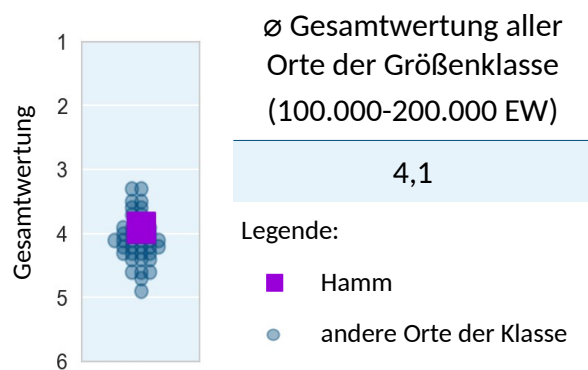 Gesamtwertung
1
2
3
4
5
6
⌀ Gesamtwertung aller
Orte der Größenklasse
(100.000-200.000 EW)
4,1
Legende:
Hamm
andere Orte der Klasse